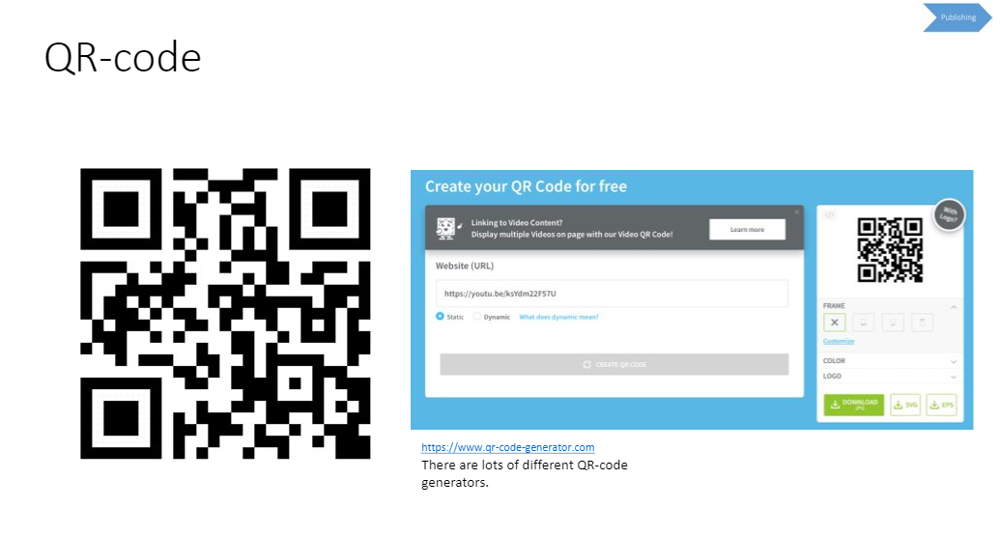 Publishing
QR-code
Create your QR Code for free
Linking to Video Content?
Display multiple Videos on page with our Video QR Code!
Learn more
With
Logo?
Website (URL)
https://youtu.be/ksYdm22F57U
Static
Dynamic
What does dynamic mean?
CREATE QR CODE
FRAME
Customize
COLOR
LOGO
DOWNLOAD
JPG
SVG
EPS
https://www.qr-code-generator.com
There are lots of different QR-code
generators.